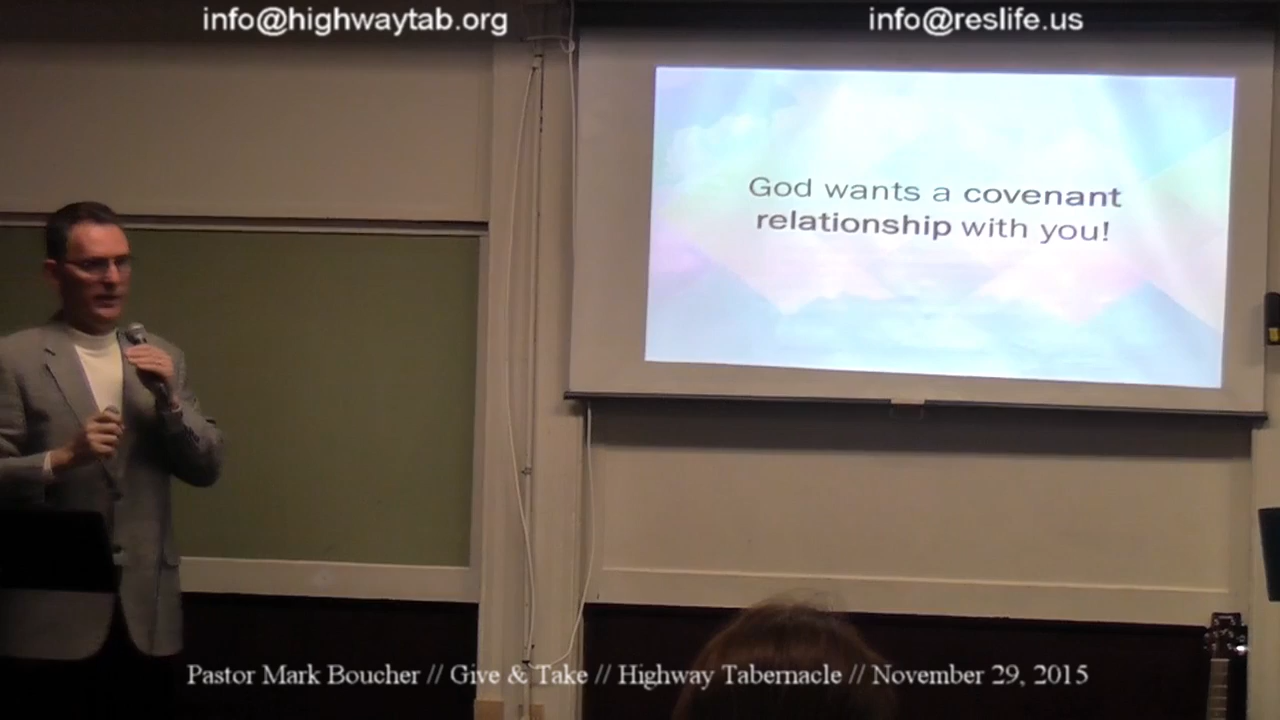 info@highwaytab.org
info@reslife.us
God wants a covenant
relationship with you!
Pastor Mark Boucher // Give & Take // Highway Tabernacle // November 29, 2015